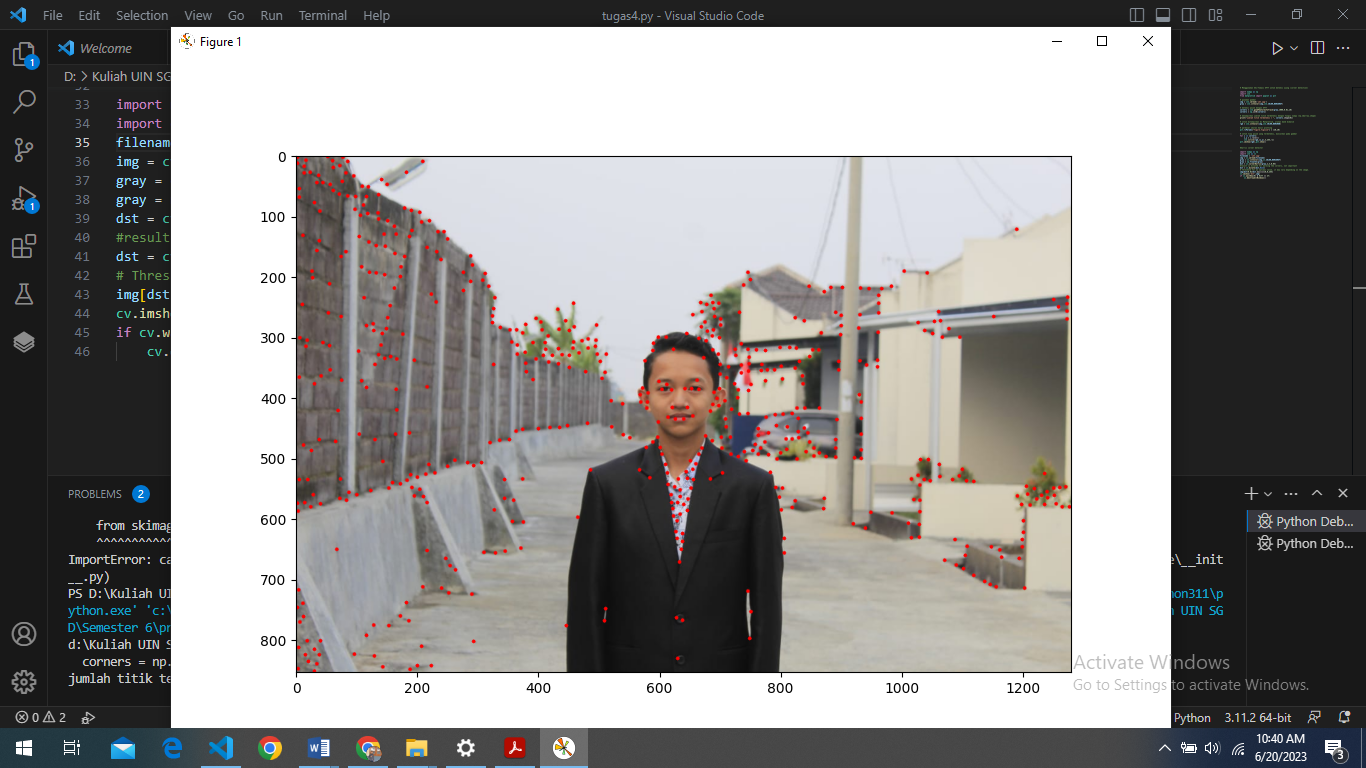 File Edit Selection View Go Run Terminal Help
tugas4.py - Visual Studio Code
Figure 1
Welcome
D: > Kuliah UIN SG
33 import
34 import
35 filenam
36 img = c
37 gray =
38 gray =
39 dst = c
40 #result
41 dst = c
42 # Thres
43 img[dst
44 cv.imsh
45 if cv.w
46 cv.
0
100
200
300
400
500
600
700
800
0 200 400 600 800 1000 1200
PROBLEMS 2
from skimag
^^^^^^^^^^^^
ImportError: ca
e\__init
__.py)
PS D:\Kuliah UI
hon311\p
ython.exe' 'c:\
h UIN SG
D\Semester 6\pr
d:\Kuliah UIN S
corners = np.
jumlah titik te
Python Deb...
Python Deb...
Activate Windows
Go to Settings to activate Windows.
0 2
Python 3.11.2 64-bit
10:40 AM
6/20/2023
3
1
1